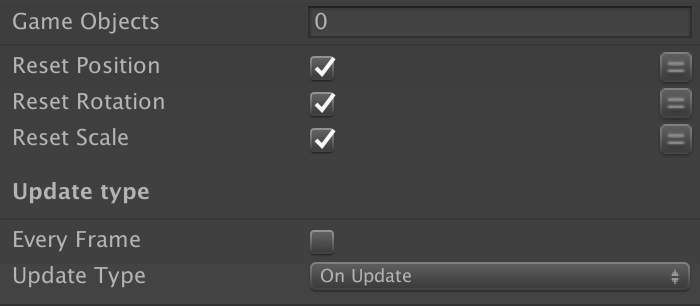 Game Objects 0
Reset Position
Reset Rotation
Reset Scale
Update type
Every Frame
Update Type On Update